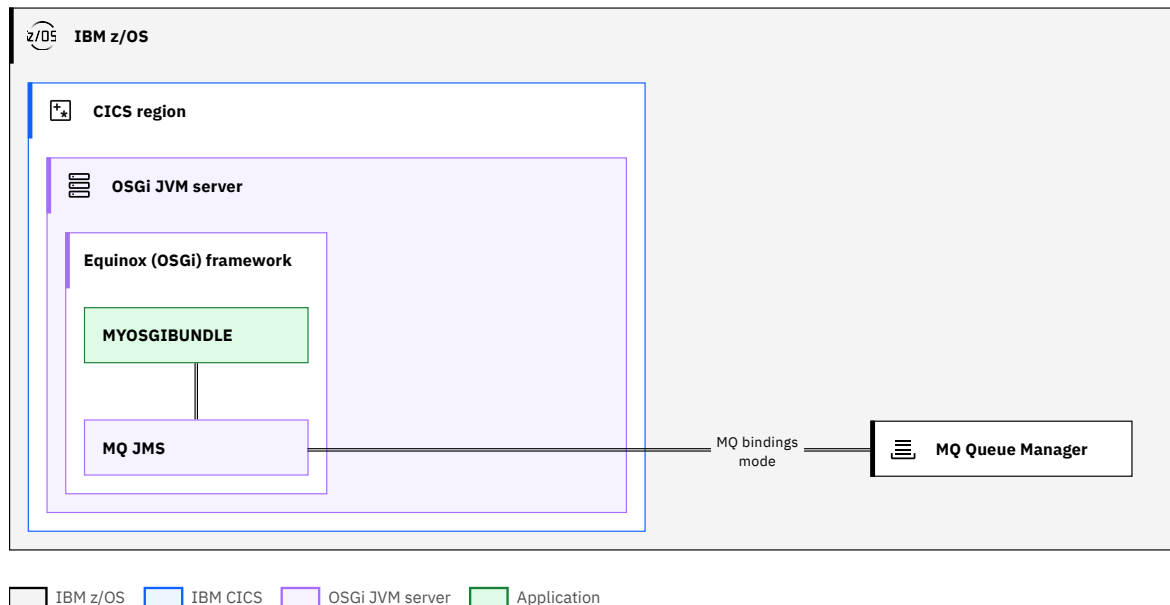 z/OS
IBM z/OS
CICS region
OSGi JVM server
Equinox (OSGi) framework
MYOSGIBUNDLE
MQ JMS
MQ bindings
mode
MQ Queue Manager
IBM z/OS
IBM CICS
OSGi JVM server
Application